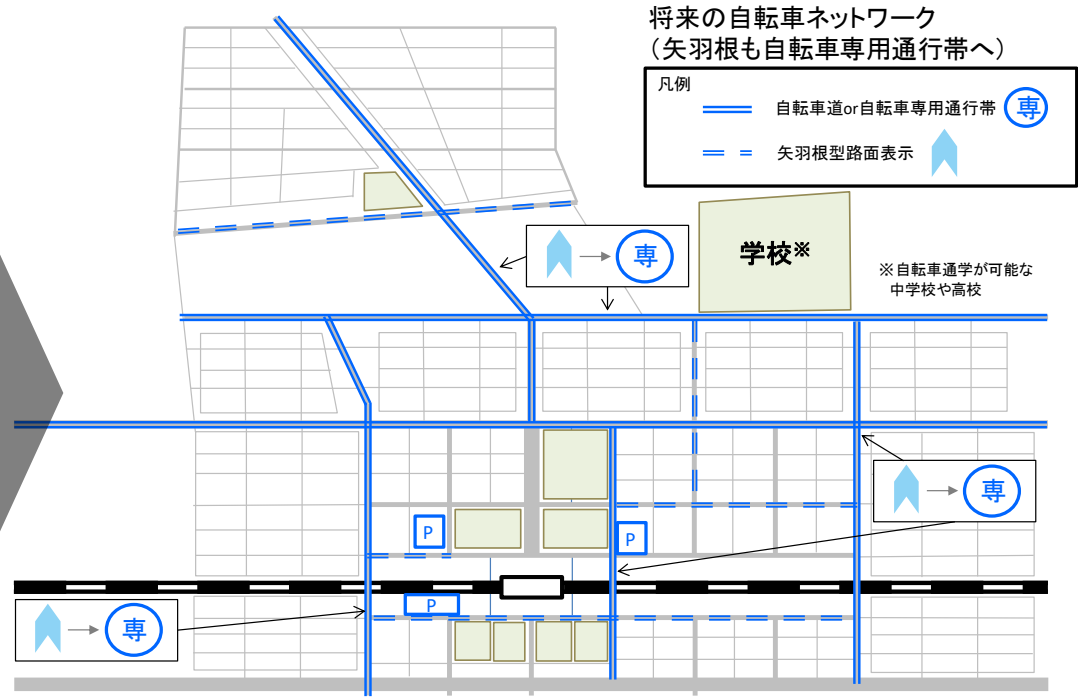 将来の自転車ネットワーク
（矢羽根も自転車専用通行帯へ）
凡例
自転車道or自転車専用通行帯 専
矢羽根型路面表示
専
学校※
※自転車通学が可能な
中学校や高校
専
P
P
P
専